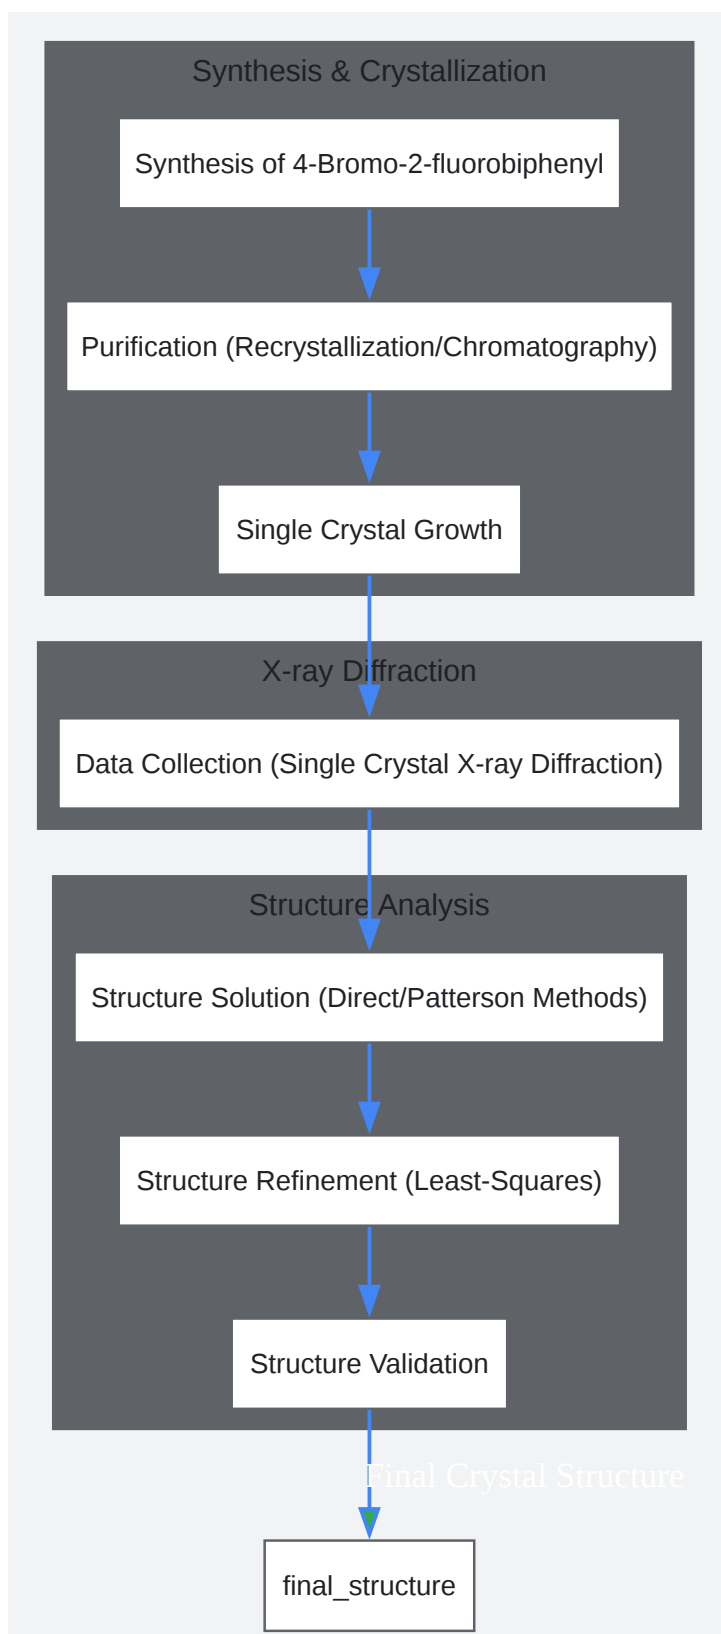 Synthesis & Crystallization
Synthesis of 4-Bromo-2-fluorobiphenyl
Purification (Recrystallization/Chromatography)
Single Crystal Growth
X-ray Diffraction
Data Collection (Single Crystal X-ray Diffraction)
Structure Analysis
Structure Solution (Direct/Patterson Methods)
Structure Refinement (Least-Squares)
Structure Validation
Final Crystal Structure
final_structure